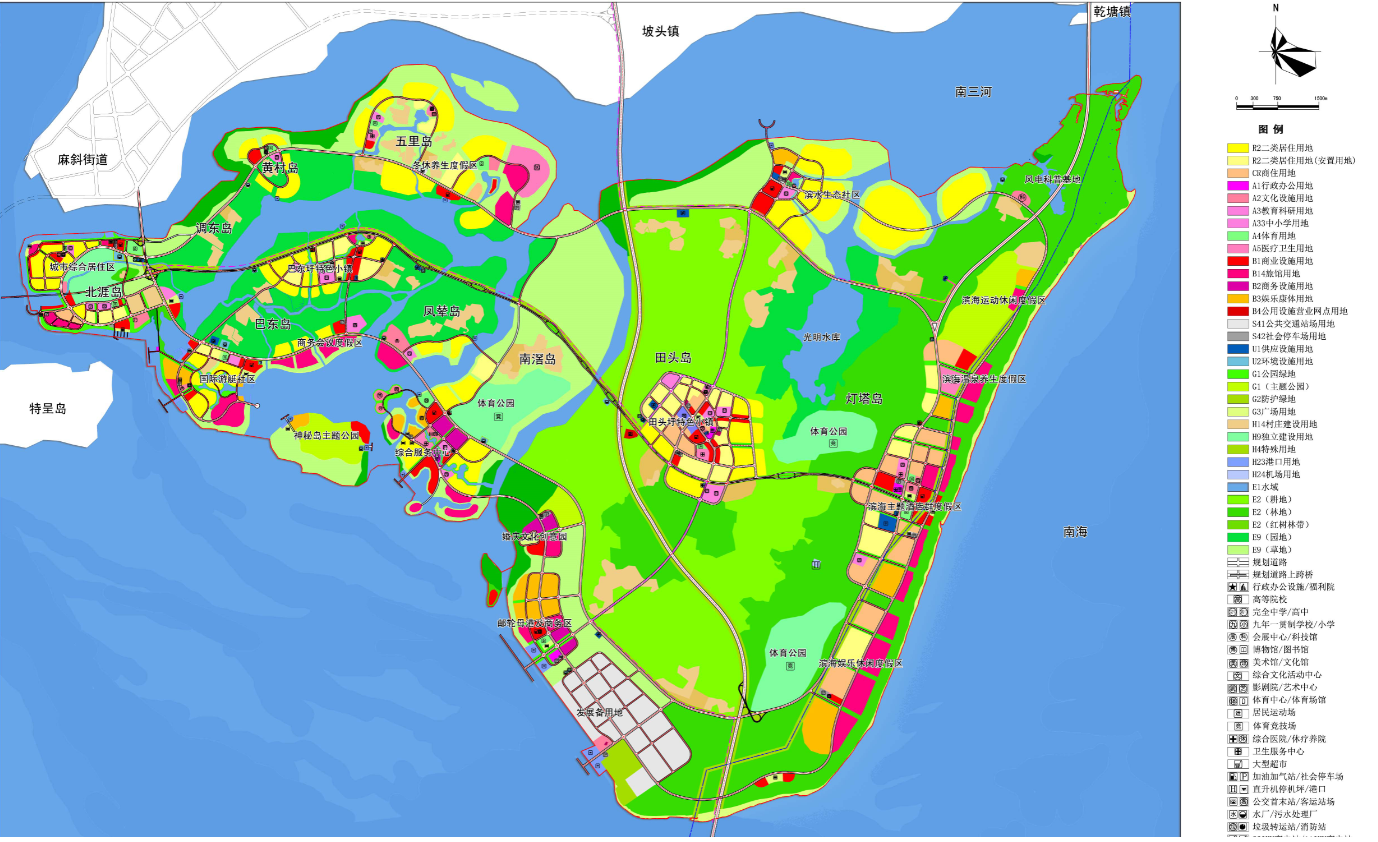 乾塘镇
坡头镇
南三河
麻斜街道
五里岛
冬休养生度假区
黄村岛
风电科普基地
滨水生态社区
调东岛
城市综合居住区
巴东圩特色小镇
北涯岛
滨海运动休闲度假区
凤辇岛
巴东岛
光明水库
商务会议度假区
南滘岛
田头岛
国际游艇社区
滨海温泉养生度假区
特呈岛
体育公园
灯塔岛
田头圩特色小镇
神秘岛主题公园
体育公园
综合服务中心
滨海主题酒店群度假区
南海
婚庆文化创意园
邮轮母港及商务区
体育公园
滨海娱乐休闲度假区
发展备用地
N
0 300 750 1500m
图 例
R2二类居住用地
R2二类居住用地(安置用地)
CR商住用地
A1行政办公用地
A2文化设施用地
A3教育科研用地
A33中小学用地
A4体育用地
A5医疗卫生用地
B1商业设施用地
B14旅馆用地
B2商务设施用地
B3娱乐康体用地
B4公用设施营业网点用地
S41公共交通站场用地
S42社会停车场用地
U1供应设施用地
U2环境设施用地
G1公园绿地
G1（主题公园）
G2防护绿地
G3广场用地
H14村庄建设用地
H9独立建设用地
H4特殊用地
H23港口用地
H24机场用地
E1水域
E2（耕地）
E2（林地）
E2（红树林带）
E9（园地）
E9（草地）
规划道路
规划道路上跨桥
行政办公设施/福利院
高等院校
完全中学/高中
九年一贯制学校/小学
会展中心/科技馆
博物馆/图书馆
美术馆/文化馆
综合文化活动中心
影剧院/艺术中心
体育中心/体育场馆
居民运动场
体育竞技场
综合医院/休疗养院
卫生服务中心
大型超市
加油加气站/社会停车场
直升机停机坪/港口
公交首末站/客运站场
水厂/污水处理厂
垃圾转运站/消防站